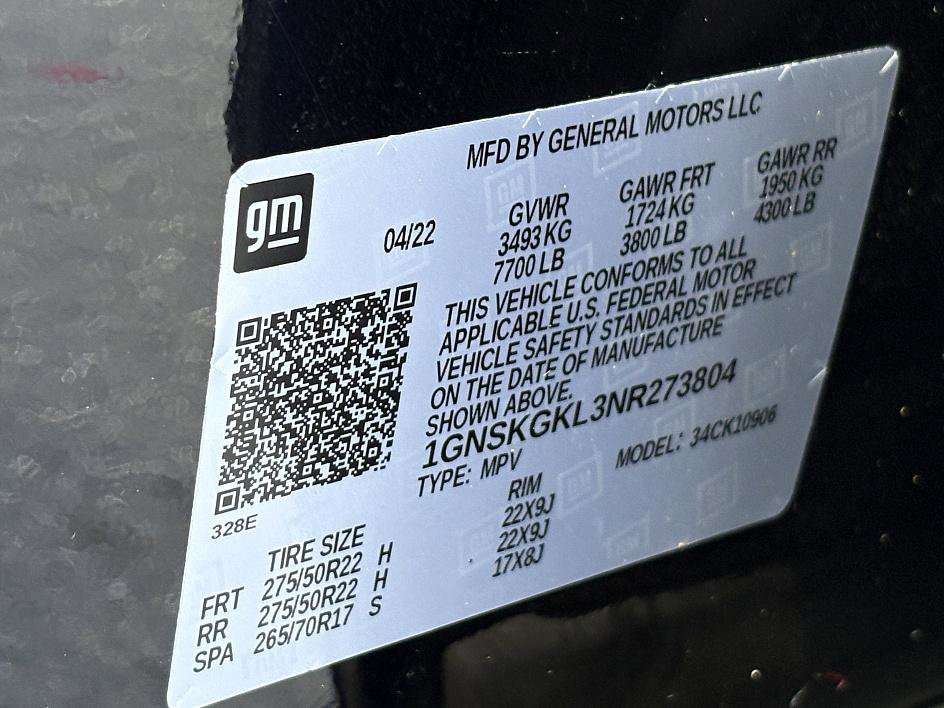 MFD BY GENERAL MOTORS LLC
gm
04/22
GVWR
3493 KG
7700 LB
GAWR FRT
1724 KG
3800 LB
GAWR RR
1950 KG
4300 LB
THIS VEHICLE CONFORMS TO ALL
APPLICABLE U.S. FEDERAL MOTOR
VEHICLE SAFETY STANDARDS IN EFFECT
ON THE DATE OF MANUFACTURE
SHOWN ABOVE.
1GNSKGKL3NR273804
TYPE: MPV
MODEL: 34CK10906
328E
TIRE SIZE
RIM
FRT 275/50R22 H 22X9J
RR 275/50R22 H 22X9J
SPA 265/70R17 S 17X8J